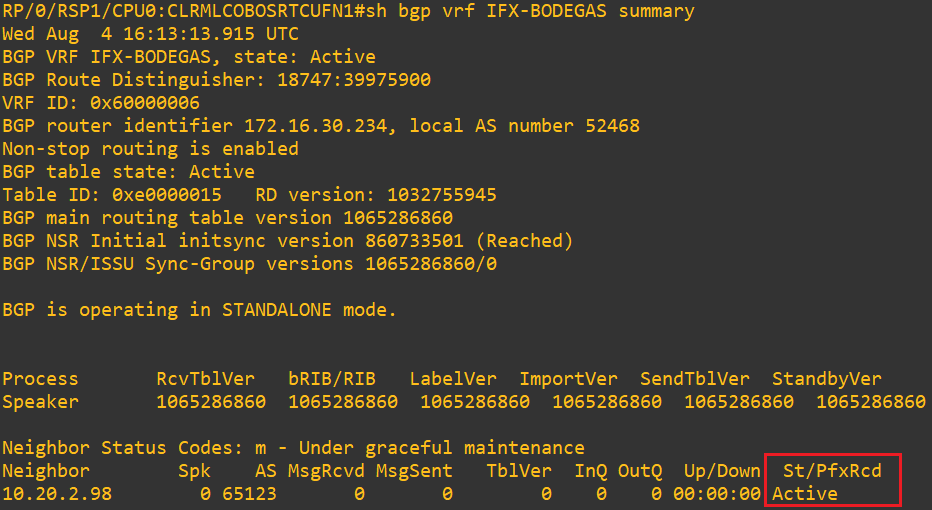 RP/0/RSP1/CPU0:CLRMLCOBOSRTCUFN1#sh bgp vrf IFX-BODEGAS summary
Wed Aug  4 16:13:13.915 UTC
BGP VRF IFX-BODEGAS, state: Active
BGP Route Distinguisher: 18747:39975900
VRF ID: 0x60000006
BGP router identifier 172.16.30.234, local AS number 52468
Non-stop routing is enabled
BGP table state: Active
Table ID: 0xe0000015   RD version: 1032755945
BGP main routing table version 1065286860
BGP NSR Initial initsync version 860733501 (Reached)
BGP NSR/ISSU Sync-Group versions 1065286860/0
BGP is operating in STANDALONE mode.
Process       RcvTblVer   bRIB/RIB   LabelVer  ImportVer  SendTblVer  StandbyVer
Speaker       1065286860  1065286860  1065286860  1065286860  1065286860  1065286860
Neighbor Status Codes: m - Under graceful maintenance
Neighbor        Spk    AS MsgRcvd MsgSent   TblVer  InQ OutQ  Up/Down  St/PfxRcd
10.20.2.98        0 65123       0       0        0    0    0 00:00:00 Active